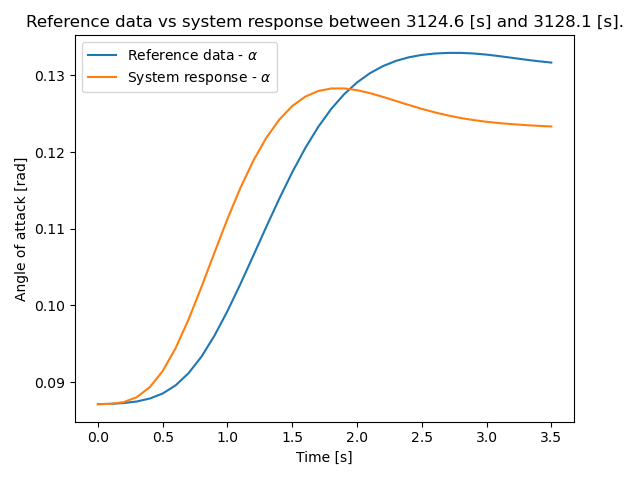 Reference data vs system response between 3124.6 [s] and 3128.1 [s].
Reference data - α
System response - α
0.13
0.12
0.11
0.10
0.09
Angle of attack [rad]
0.0 0.5 1.0 1.5 2.0 2.5 3.0 3.5
Time [s]